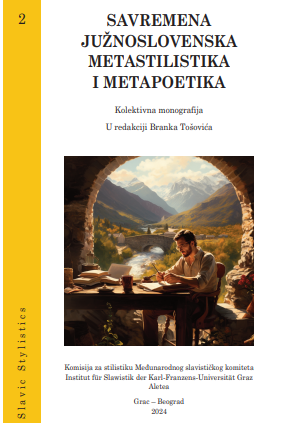 2
SAVREMENA
JUŽNOSLOVENSKA
METASTILISTIKA
I METAPOETIKA
Kolektivna monografija
U redakciji Branka Tošovića
Komisija za stilistiku Međunarodnog slavističkog komiteta
Institut für Slawistik der Karl-Franzens-Universität Graz
Aletea
Grac – Beograd
2024
Slavic Stylistics